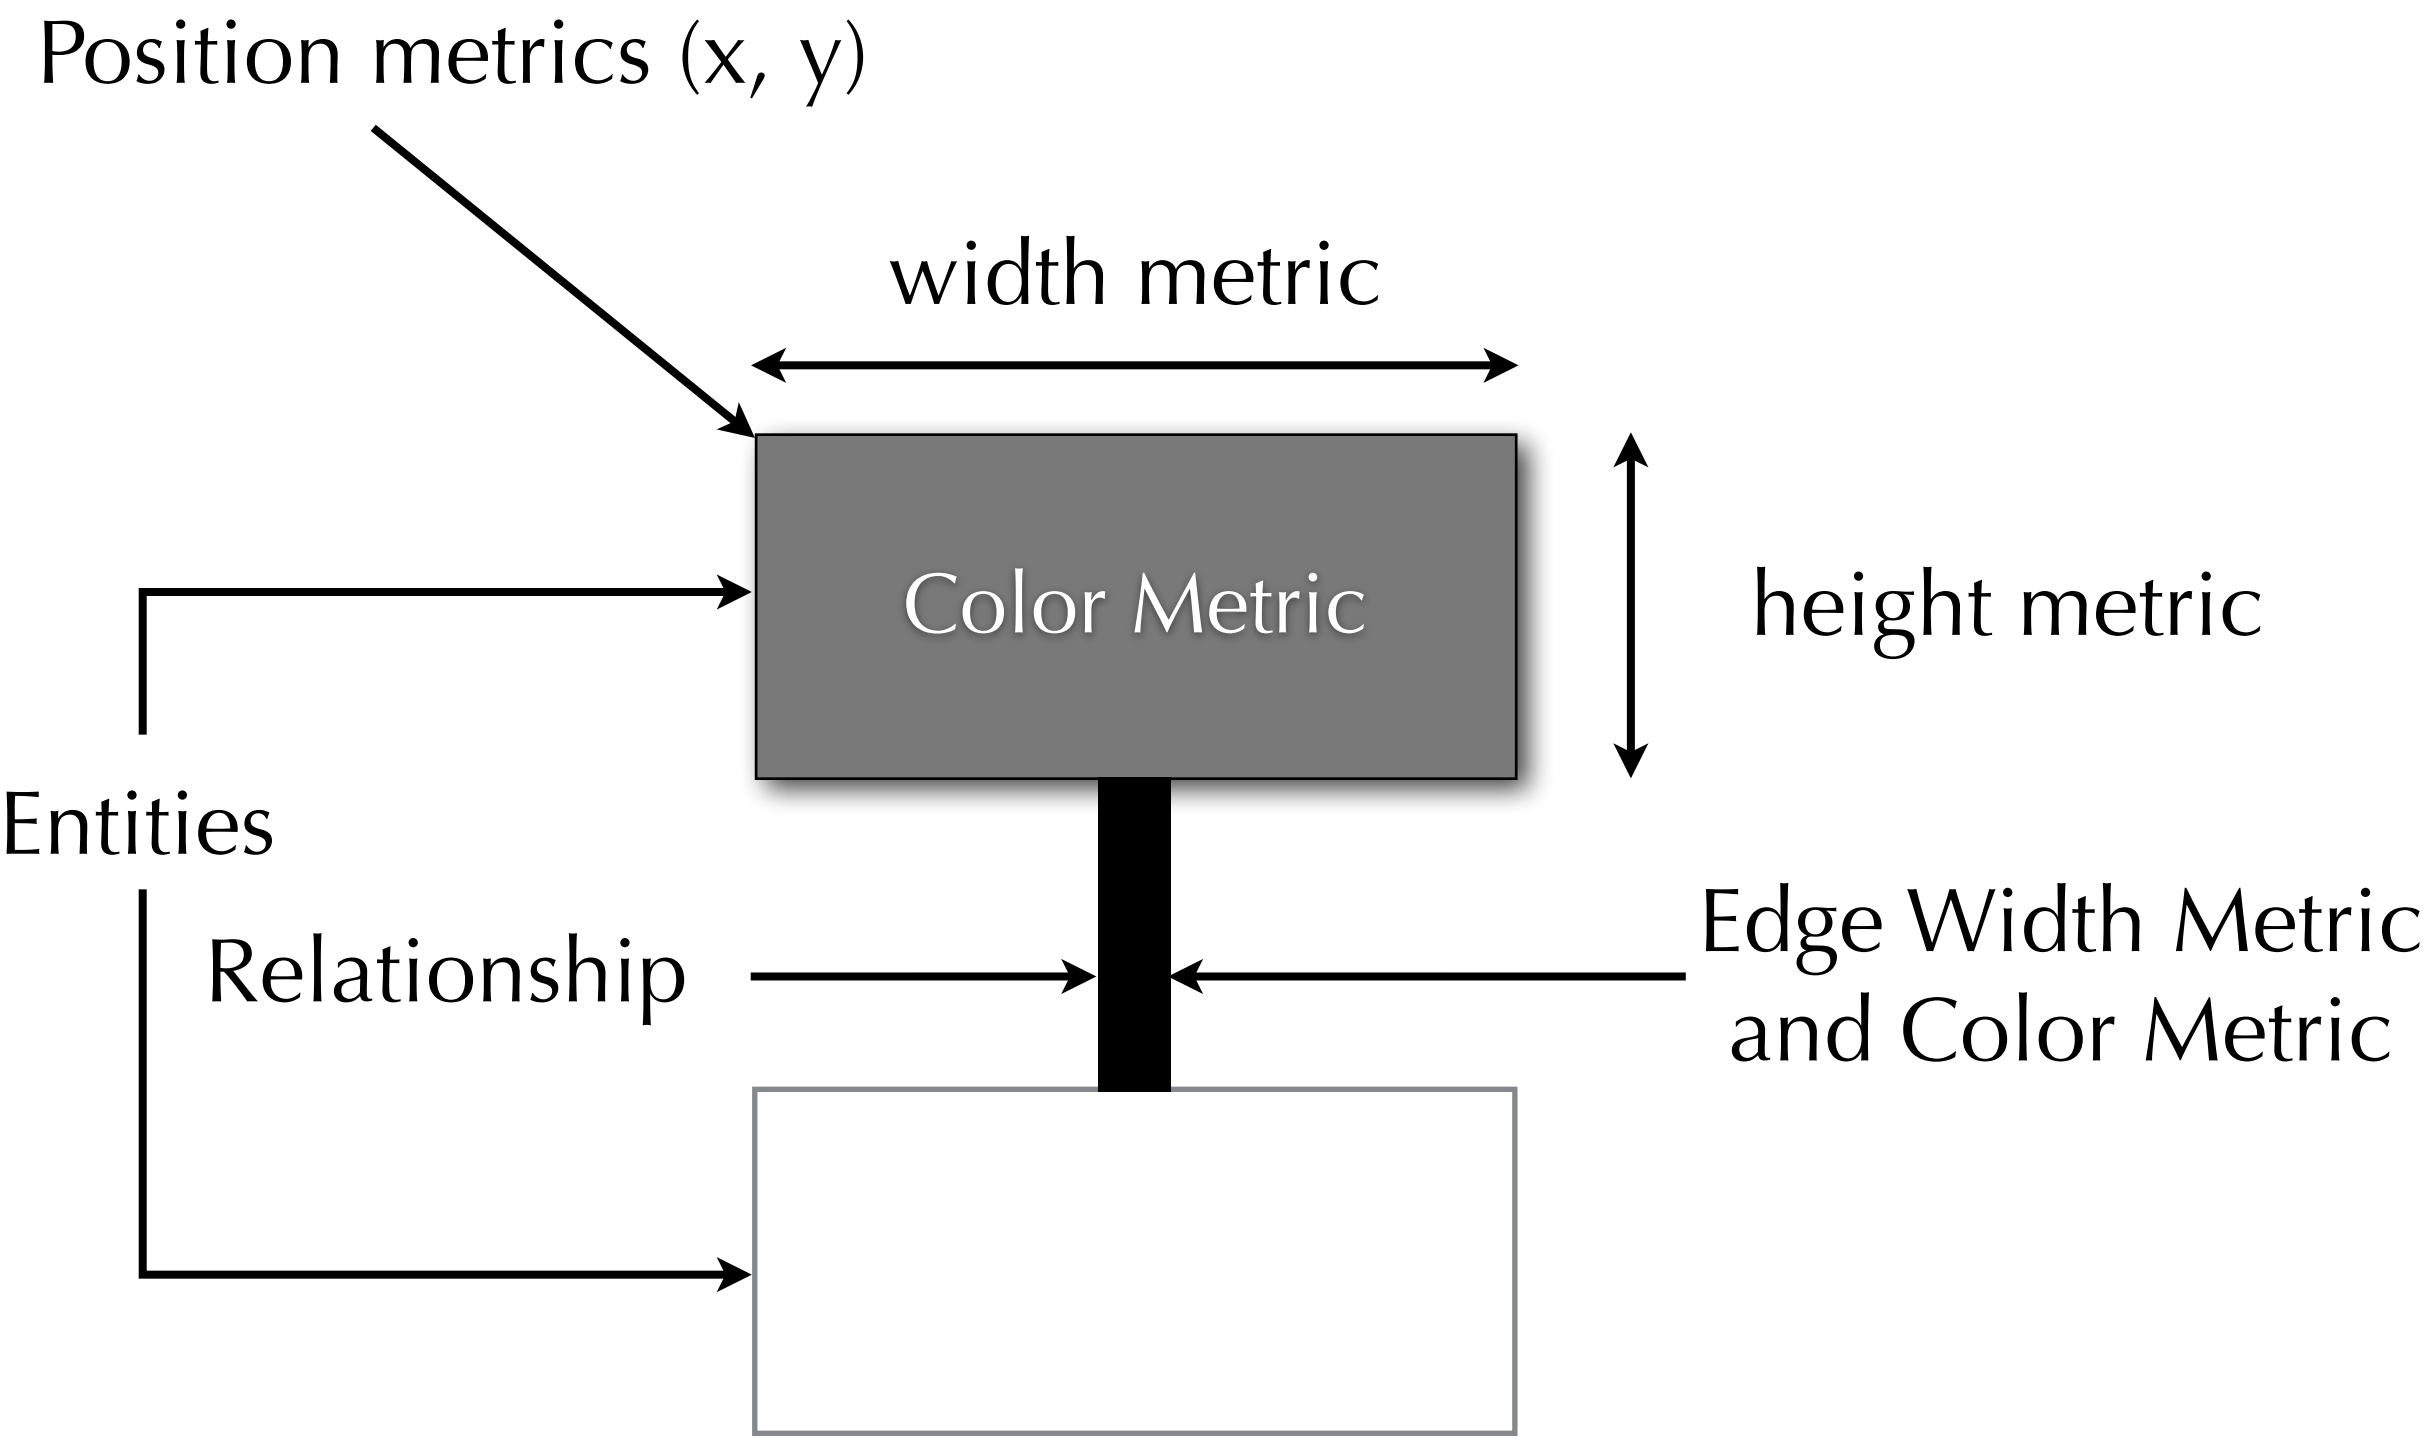 Position metrics (x, y)
width metric
Color Metric
height metric
Entities
Relationship
Edge Width Metric
and Color Metric